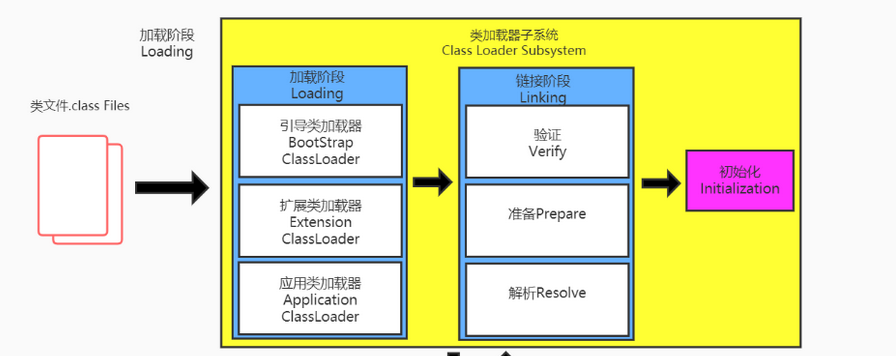 加载阶段
Loading
类文件.class Files
类加载器子系统
Class Loader Subsystem
加载阶段
Loading
引导类加载器
BootStrap
ClassLoader
扩展类加载器
Extension
ClassLoader
应用类加载器
Application
ClassLoader
链接阶段
Linking
验证
Verify
准备Prepare
解析Resolve
初始化
Initialization